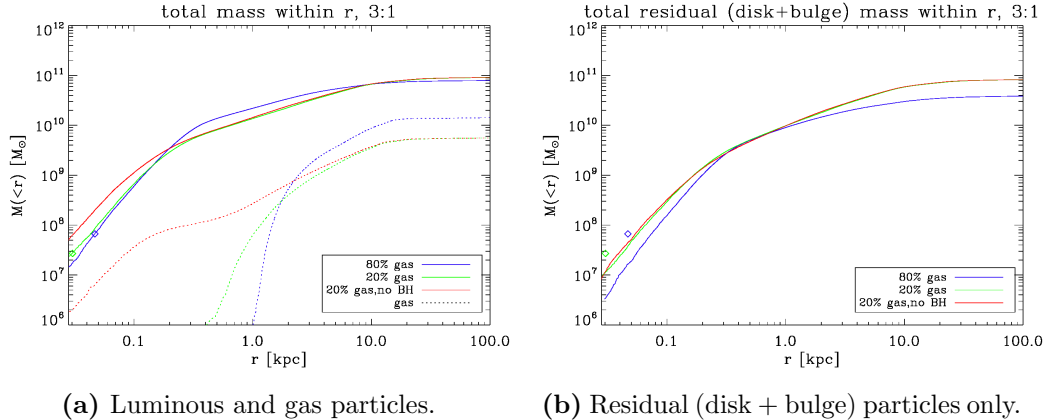 total mass within r, 3:1
10¹²
10¹¹
10¹⁰
10⁹
10⁸
10⁷
10⁶
M(<r) [M⊙]
80% gas
20% gas
20% gas,no BH
gas
0.1 1.0 10.0 100.0
r [kpc]
(a) Luminous and gas particles.
total residual (disk+bulge) mass within r, 3:1
10¹²
10¹¹
10¹⁰
10⁹
10⁸
10⁷
10⁶
M(<r) [M⊙]
80% gas
20% gas
20% gas,no BH
0.1 1.0 10.0 100.0
r [kpc]
(b) Residual (disk + bulge) particles only.